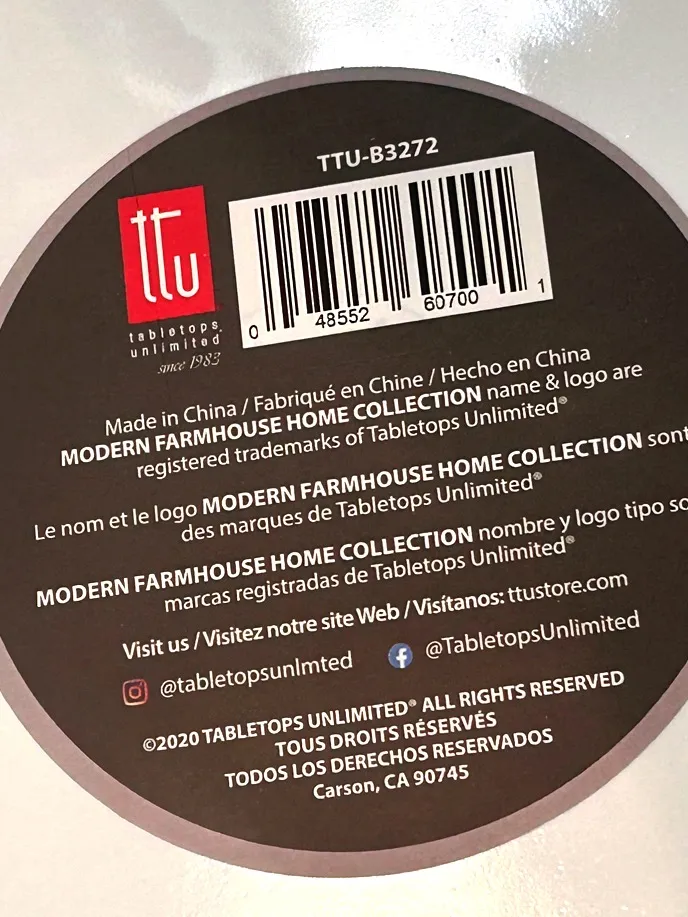 TTU-B3272
ttu
tabletops
unlimited
since 1983
0 48552 60700 1
Made in China / Fabriqué en Chine / Hecho en China
MODERN FARMHOUSE HOME COLLECTION name & logo are
registered trademarks of Tabletops Unlimited®
Le nom et le logo MODERN FARMHOUSE HOME COLLECTION sont
des marques de Tabletops Unlimited®
MODERN FARMHOUSE HOME COLLECTION nombre y logo tipo so
marcas registradas de Tabletops Unlimited®
Visit us / Visitez notre site Web / Visítanos: ttustore.com
@tabletopsunlmted @TabletopsUnlimited
©2020 TABLETOPS UNLIMITED® ALL RIGHTS RESERVED
TOUS DROITS RÉSERVÉS
TODOS LOS DERECHOS RESERVADOS
Carson, CA 90745